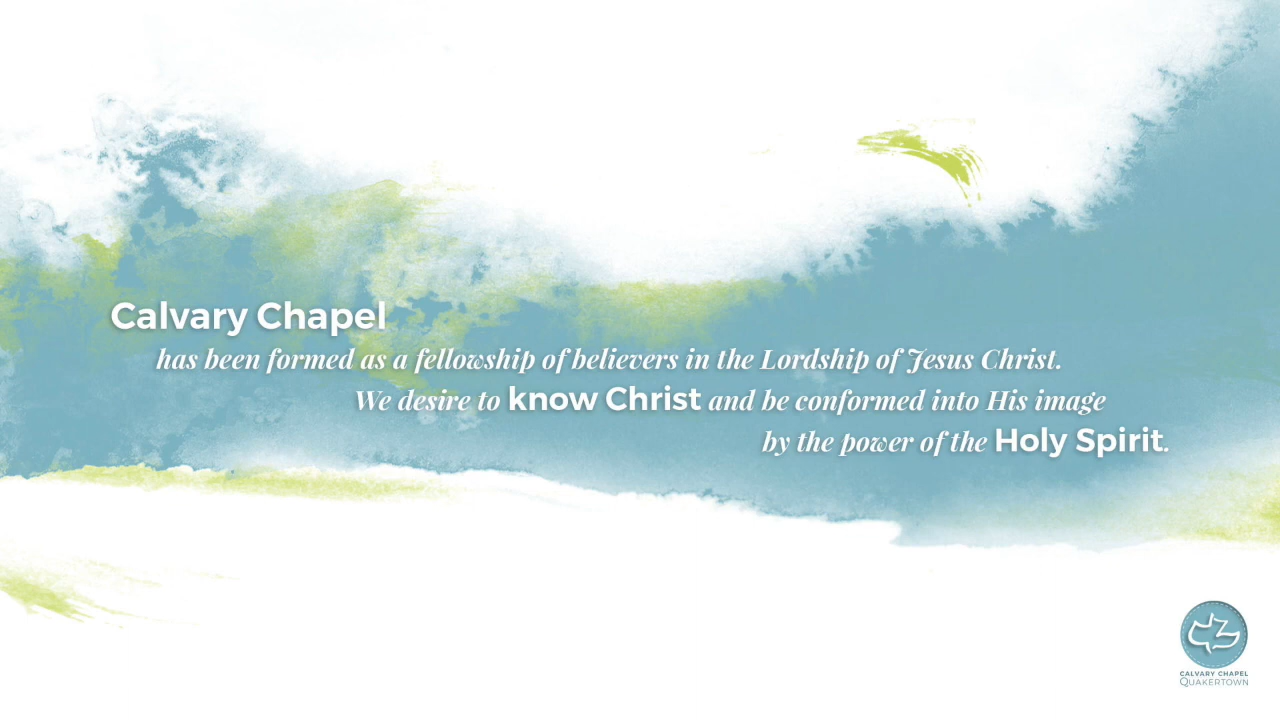 Calvary Chapel
has been formed as a fellowship of believers in the Lordship of Jesus Christ.
We desire to know Christ and be conformed into His image
by the power of the Holy Spirit.
CALVARY CHAPEL
QUAKERTOWN